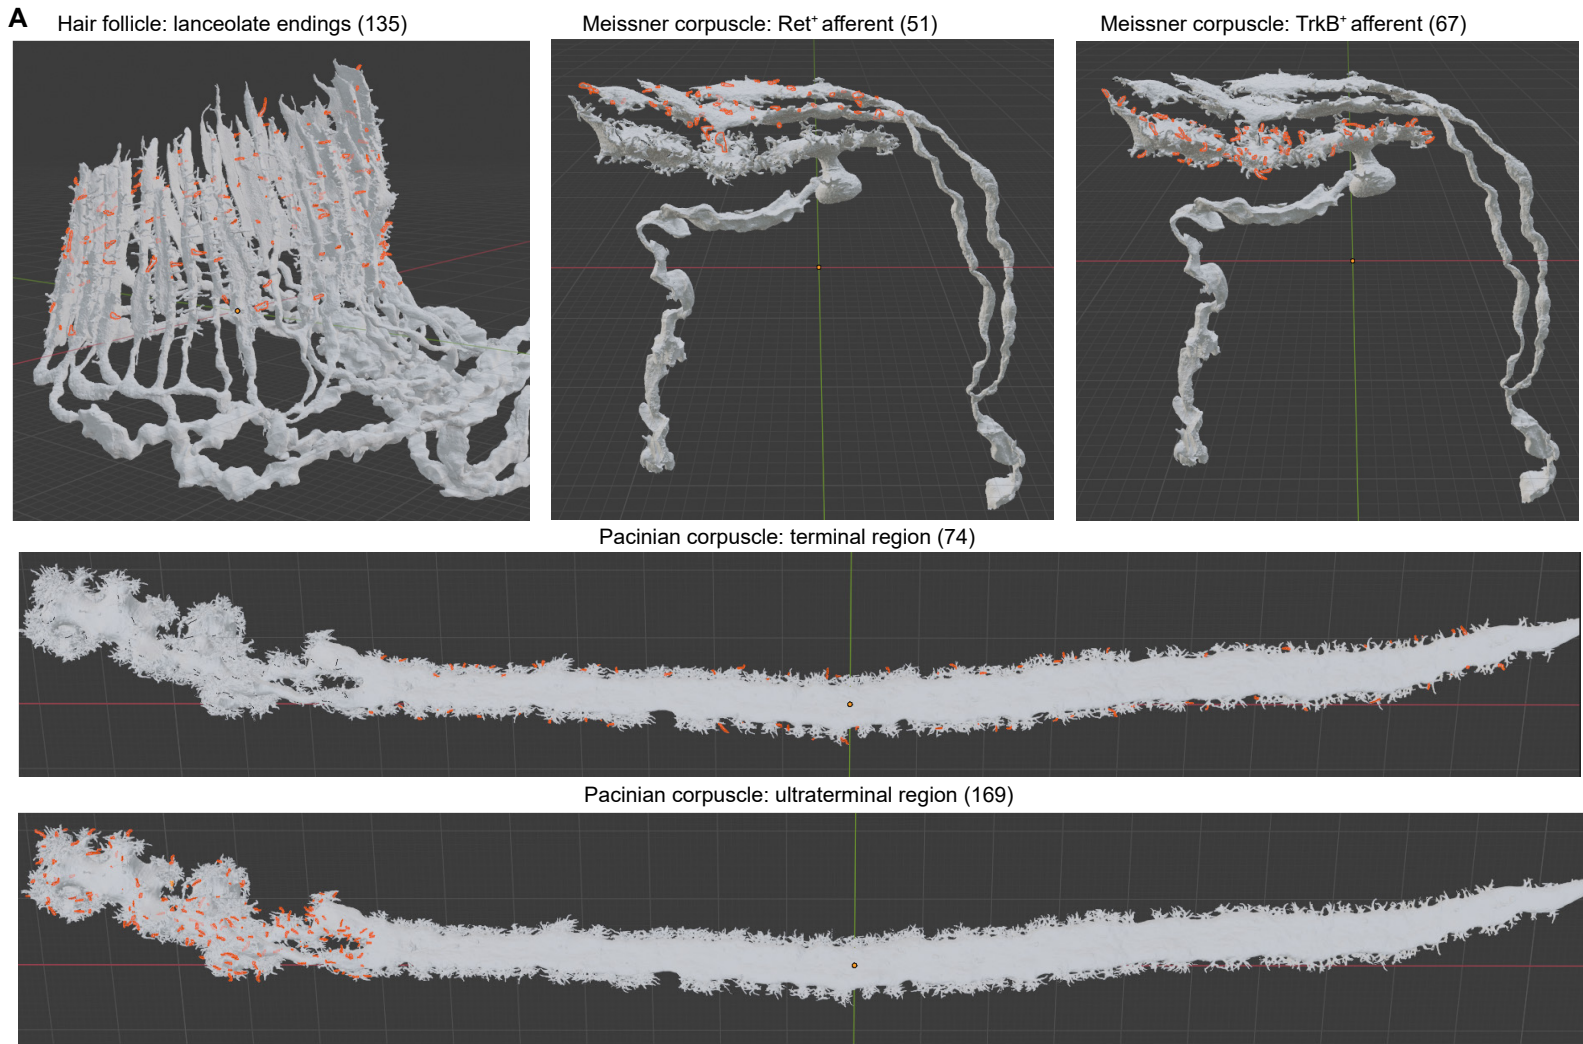 A
Hair follicle: lanceolate endings (135)
Meissner corpuscle: Ret⁺ afferent (51)
Meissner corpuscle: TrkB⁺ afferent (67)
Pacinian corpuscle: terminal region (74)
Pacinian corpuscle: ultraterminal region (169)